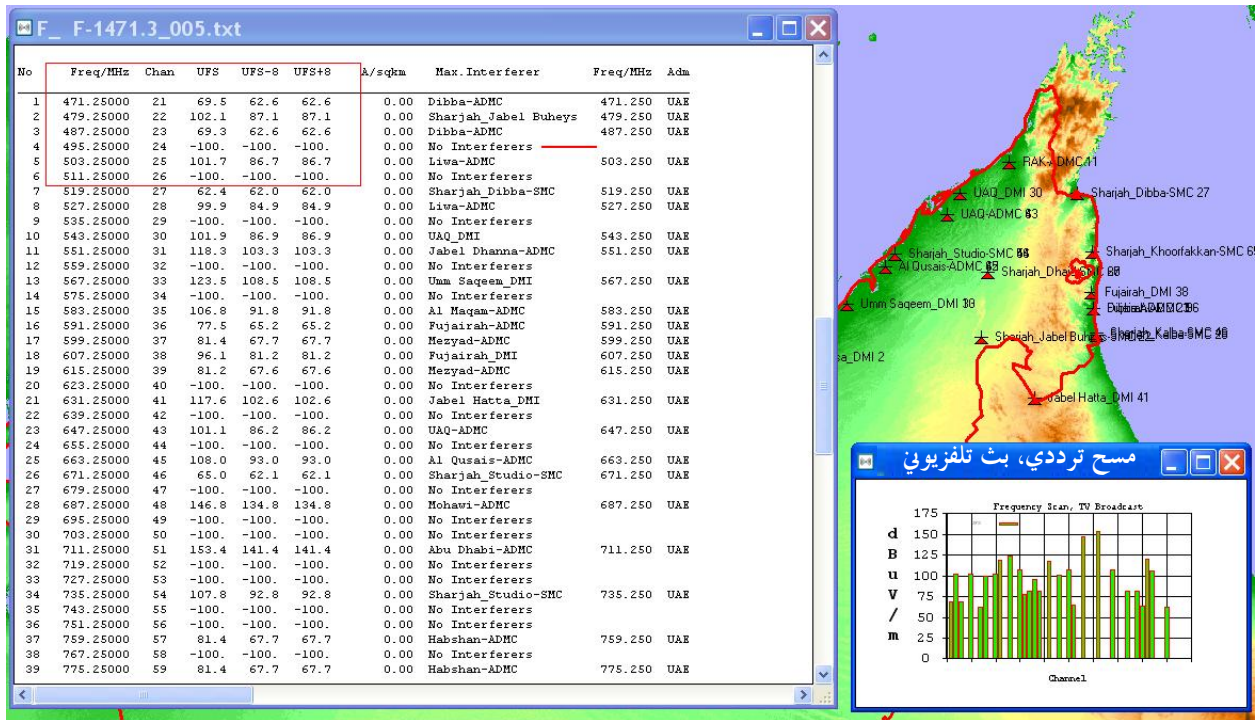 F_ F-1471.3_005.txt
No Freq/MHz Chan UFS UFS-8 UFS+8 A/sqkm Max.Interferer Freq/MHz Adm
1 471.25000 21 69.5 62.6 62.6 0.00 Dibba-ADMC 471.250 UAE
2 479.25000 22 102.1 87.1 87.1 0.00 Sharjah_Jabel Buheys 479.250 UAE
3 487.25000 23 69.3 62.6 62.6 0.00 Dibba-ADMC 487.250 UAE
4 495.25000 24 -100. -100. -100. 0.00 No Interferers
5 503.25000 25 101.7 86.7 86.7 0.00 Liwa-ADMC 503.250 UAE
6 511.25000 26 -100. -100. -100. 0.00 No Interferers
7 519.25000 27 62.4 62.0 62.0 0.00 Sharjah_Dibba-SMC 519.250 UAE
8 527.25000 28 99.9 84.9 84.9 0.00 Liwa-ADMC 527.250 UAE
9 535.25000 29 -100. -100. -100. 0.00 No Interferers
10 543.25000 30 101.9 86.9 86.9 0.00 UAQ_DMI 543.250 UAE
11 551.25000 31 118.3 103.3 103.3 0.00 Jabel Dhanna-ADMC 551.250 UAE
12 559.25000 32 -100. -100. -100. 0.00 No Interferers
13 567.25000 33 123.5 108.5 108.5 0.00 Umm Saqeem_DMI 567.250 UAE
14 575.25000 34 -100. -100. -100. 0.00 No Interferers
15 583.25000 35 106.8 91.8 91.8 0.00 Al Maqam-ADMC 583.250 UAE
16 591.25000 36 77.5 65.2 65.2 0.00 Fujairah-ADMC 591.250 UAE
17 599.25000 37 81.4 67.7 67.7 0.00 Mezyad-ADMC 599.250 UAE
18 607.25000 38 96.1 81.2 81.2 0.00 Fujairah_DMI 607.250 UAE
19 615.25000 39 81.2 67.6 67.6 0.00 Mezyad-ADMC 615.250 UAE
20 623.25000 40 -100. -100. -100. 0.00 No Interferers
21 631.25000 41 117.6 102.6 102.6 0.00 Jabel Hatta_DMI 631.250 UAE
22 639.25000 42 -100. -100. -100. 0.00 No Interferers
23 647.25000 43 101.1 86.2 86.2 0.00 UAQ-ADMC 647.250 UAE
24 655.25000 44 -100. -100. -100. 0.00 No Interferers
25 663.25000 45 108.0 93.0 93.0 0.00 Al Qusais-ADMC 663.250 UAE
26 671.25000 46 65.0 62.1 62.1 0.00 Sharjah_Studio-SMC 671.250 UAE
27 679.25000 47 -100. -100. -100. 0.00 No Interferers
28 687.25000 48 146.8 134.8 134.8 0.00 Mohawi-ADMC 687.250 UAE
29 695.25000 49 -100. -100. -100. 0.00 No Interferers
30 703.25000 50 -100. -100. -100. 0.00 No Interferers
31 711.25000 51 153.4 141.4 141.4 0.00 Abu Dhabi-ADMC 711.250 UAE
32 719.25000 52 -100. -100. -100. 0.00 No Interferers
33 727.25000 53 -100. -100. -100. 0.00 No Interferers
34 735.25000 54 107.8 92.8 92.8 0.00 Sharjah_Studio-SMC 735.250 UAE
35 743.25000 55 -100. -100. -100. 0.00 No Interferers
36 751.25000 56 -100. -100. -100. 0.00 No Interferers
37 759.25000 57 81.4 67.7 67.7 0.00 Habshan-ADMC 759.250 UAE
38 767.25000 58 -100. -100. -100. 0.00 No Interferers
39 775.25000 59 81.4 67.7 67.7 0.00 Habshan-ADMC 775.250 UAE
UAQ_DMI 30
Sharjah_Dibba-SMC 27
UAQ-ADMC
Sharjah_Studio-SMC
Sharjah_Khoorfakkan-SMC
Al Qusais-ADMC
Fujairah_DMI 38
Umm Saqeem_DMI
Sharjah_Jabel
Sharjah_Kalba-SMC
sa_DMI 2
Jabel Hatta_DMI 41
مسح ترددي، بث تلفزيوني
Frequency Scan, TV Broadcast
dBuV/m
175
150
125
100
75
50
25
0
Channel